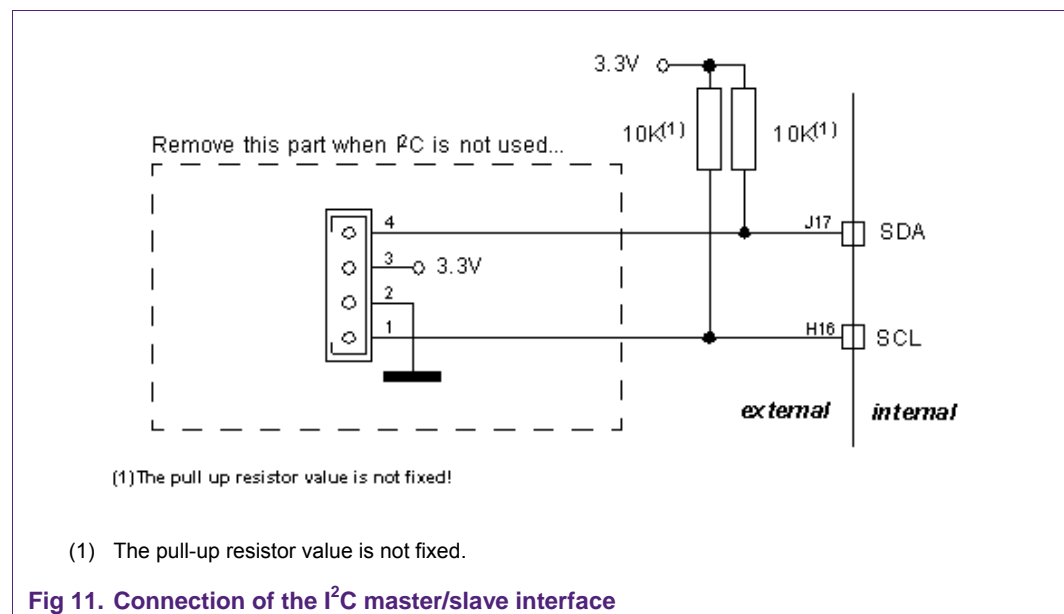 3.3V
10K(1) 10K(1)
Remove this part when I²C is not used...
4
J17 SDA
3 3.3V
2
1
H16 SCL
external internal
(1)The pull up resistor value is not fixed!
(1) The pull-up resistor value is not fixed.
Fig 11. Connection of the I²C master/slave interface